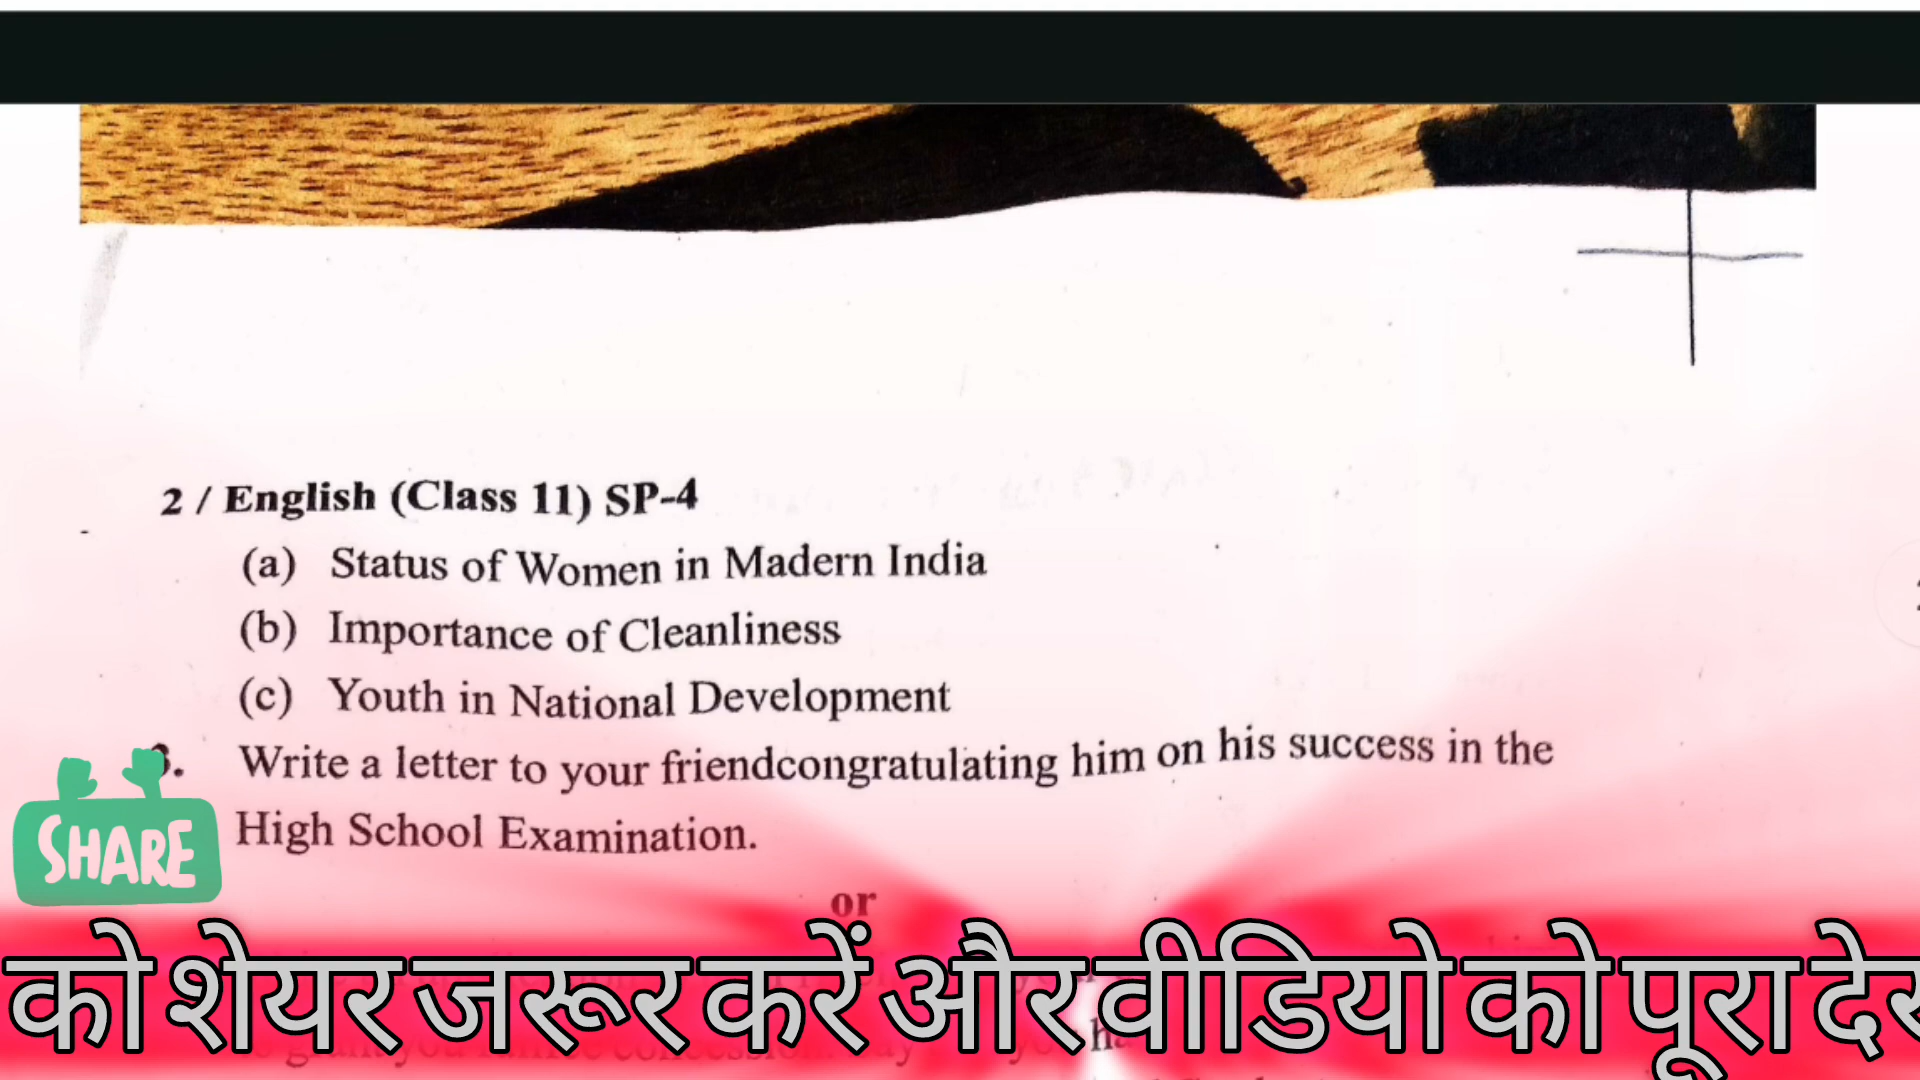 2 / English (Class 11) SP-4
(a) Status of Women in Madern India
(b) Importance of Cleanliness
(c) Youth in National Development
3. Write a letter to your friendcongratulating him on his success in the
SHARE
High School Examination.
or
को शेयर जरूर करें और वीडियो को पूरा